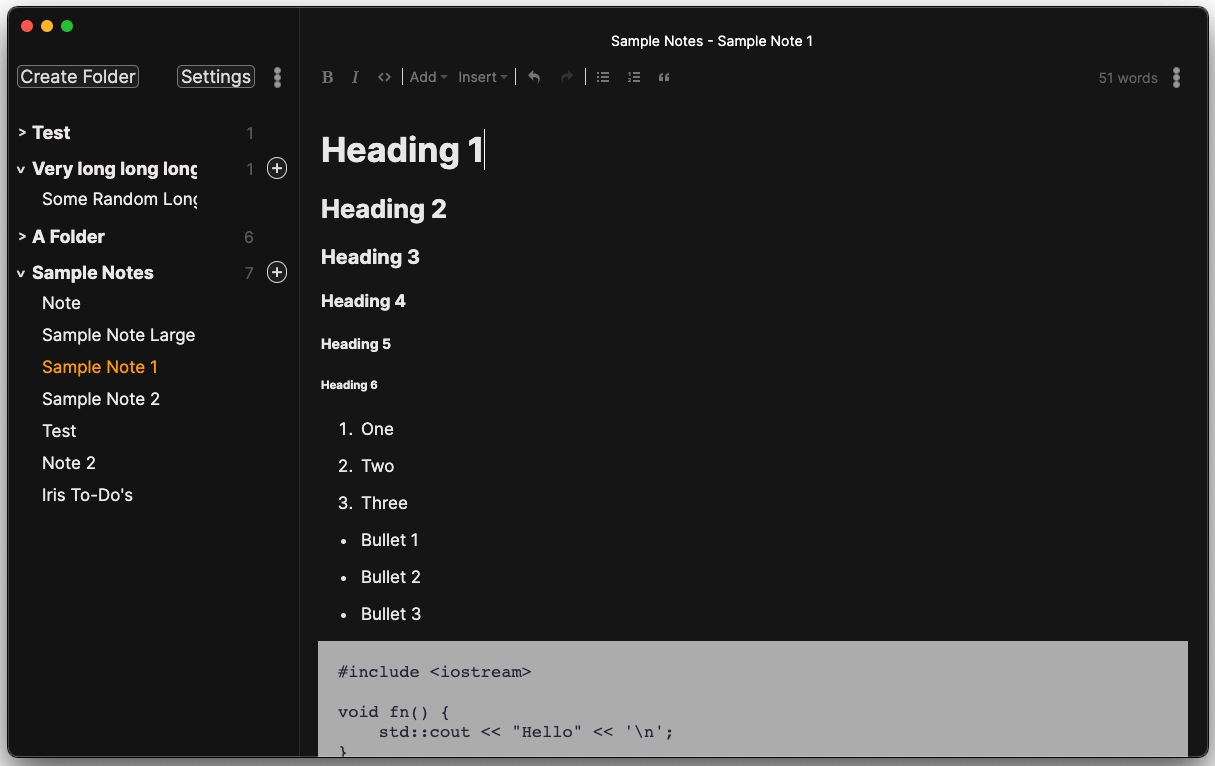 Sample Notes - Sample Note 1
Create Folder
Settings
B I <> Add Insert
51 words
> Test 1
v Very long long long 1
Some Random Long
> A Folder 6
v Sample Notes 7
Note
Sample Note Large
Sample Note 1
Sample Note 2
Test
Note 2
Iris To-Do's
Heading 1
Heading 2
Heading 3
Heading 4
Heading 5
Heading 6
1. One
2. Two
3. Three
• Bullet 1
• Bullet 2
• Bullet 3
#include <iostream>
void fn() {
    std::cout << "Hello" << '\n';
}